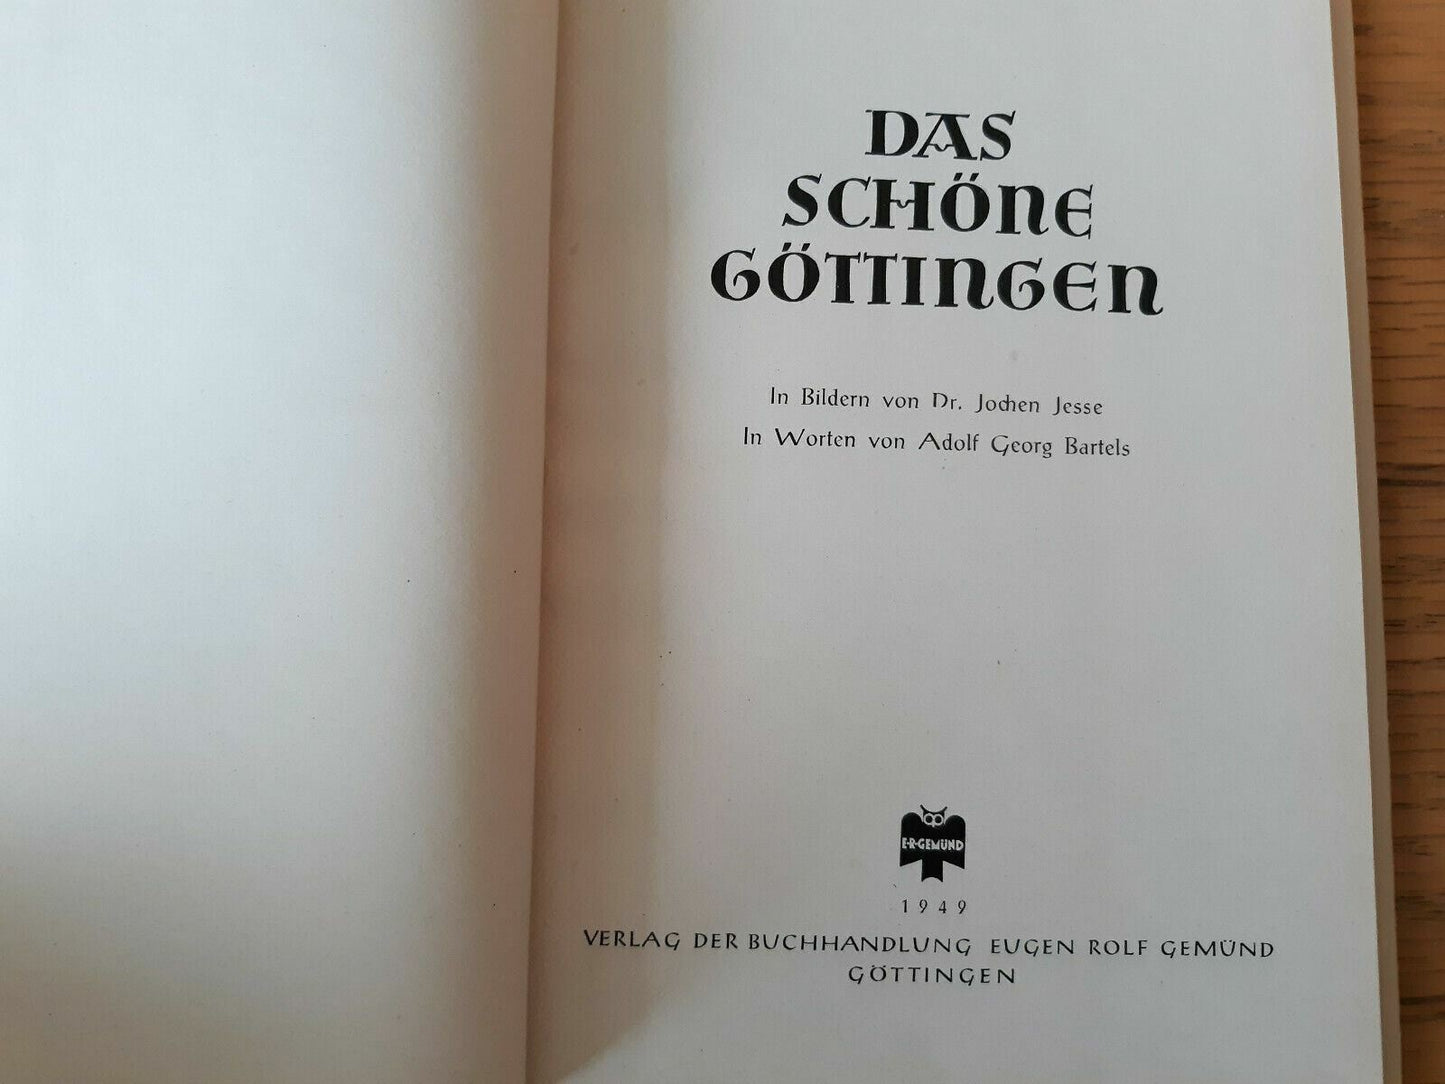 DAS
SCHÖNE
GÖTTINGEN
In Bildern von Dr. Jochen Jesse
In Worten von Adolf Georg Bartels
E·R·GEMÜND
1949
VERLAG DER BUCHHANDLUNG EUGEN ROLF GEMÜND
GÖTTINGEN